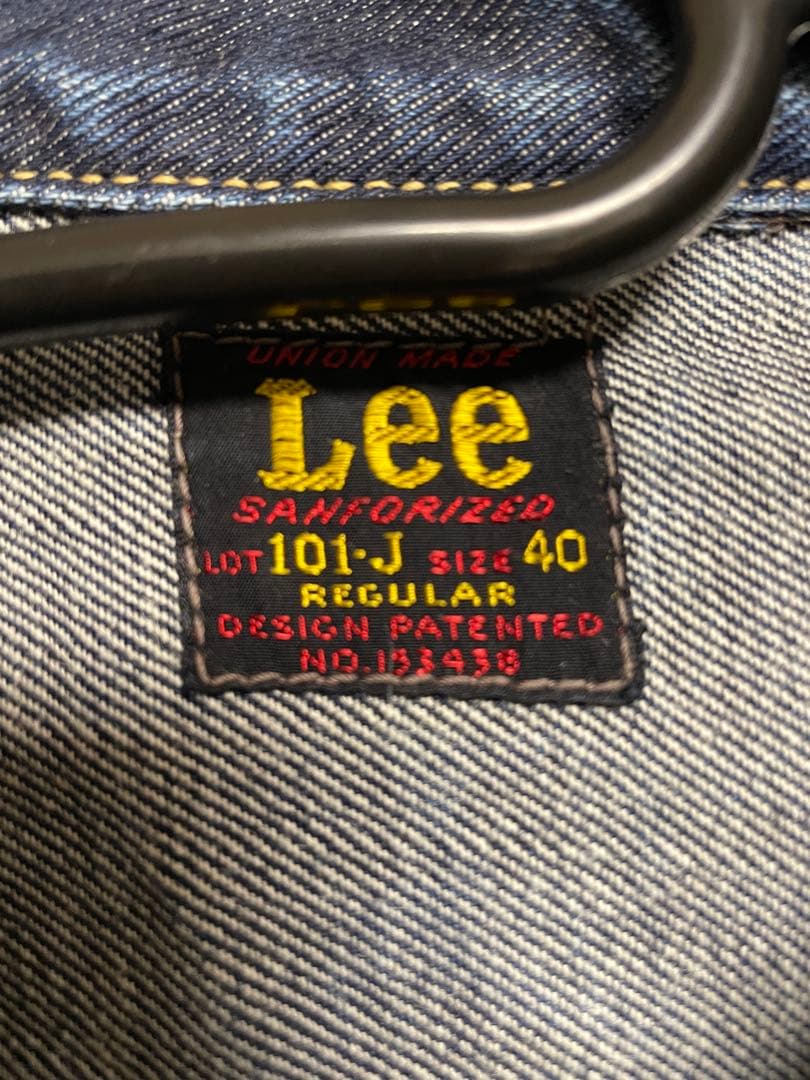 UNION MADE
Lee
SANFORIZED
LOT 101·J SIZE 40
REGULAR
DESIGN PATENTED
NO.153438